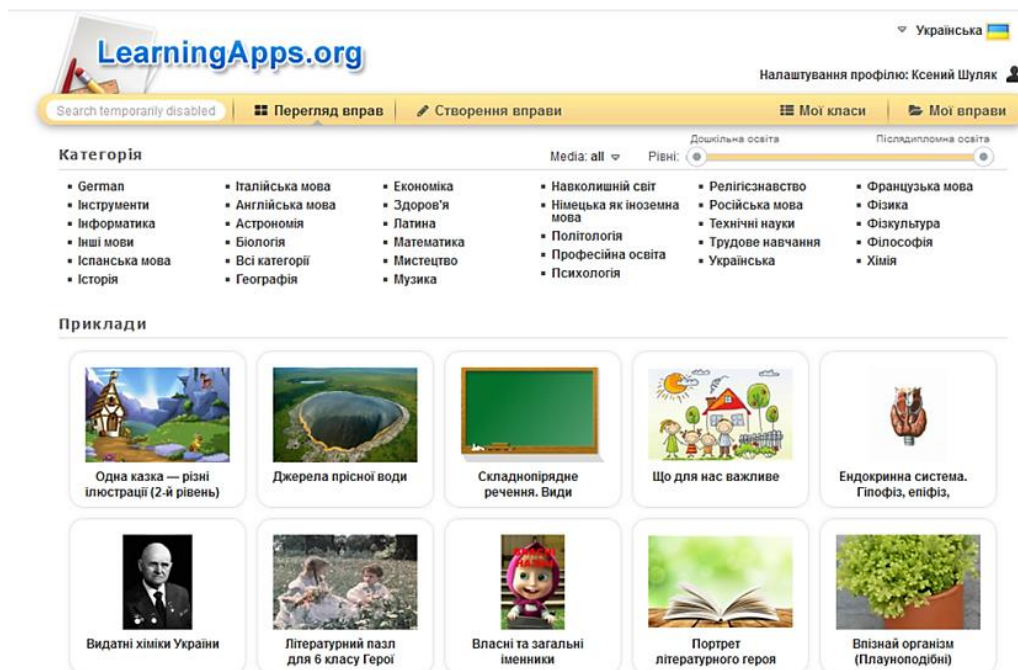 LearningApps.org
Українська
Налаштування профілю: Ксений Шуляк
Search temporarily disabled
Перегляд вправ
Створення вправи
Мої класи
Мої вправи
Категорія
Media: all
Рівні:
Дошкільна освіта
Післядипломна освіта
German
Інструменти
Інформатика
Інші мови
Іспанська мова
Історія
Італійська мова
Англійська мова
Астрономія
Біологія
Всі категорії
Географія
Економіка
Здоров'я
Латина
Математика
Мистецтво
Музика
Навколишній світ
Німецька як іноземна
мова
Політологія
Професійна освіта
Психологія
Релігієзнавство
Російська мова
Технічні науки
Трудове навчання
Українська
Французька мова
Фізика
Фізкультура
Філософія
Хімія
Приклади
Одна казка — різні
ілюстрації (2-й рівень)
Джерела прісної води
Складнопірядне
речення. Види
Що для нас важливе
Ендокринна система.
Гіпофіз, епіфіз,
Видатні хіміки України
Літературний пазл
для 6 класу Герої
Власні та загальні
іменники
Портрет
літературного героя
Впізнай організм
(Плауноподібні)